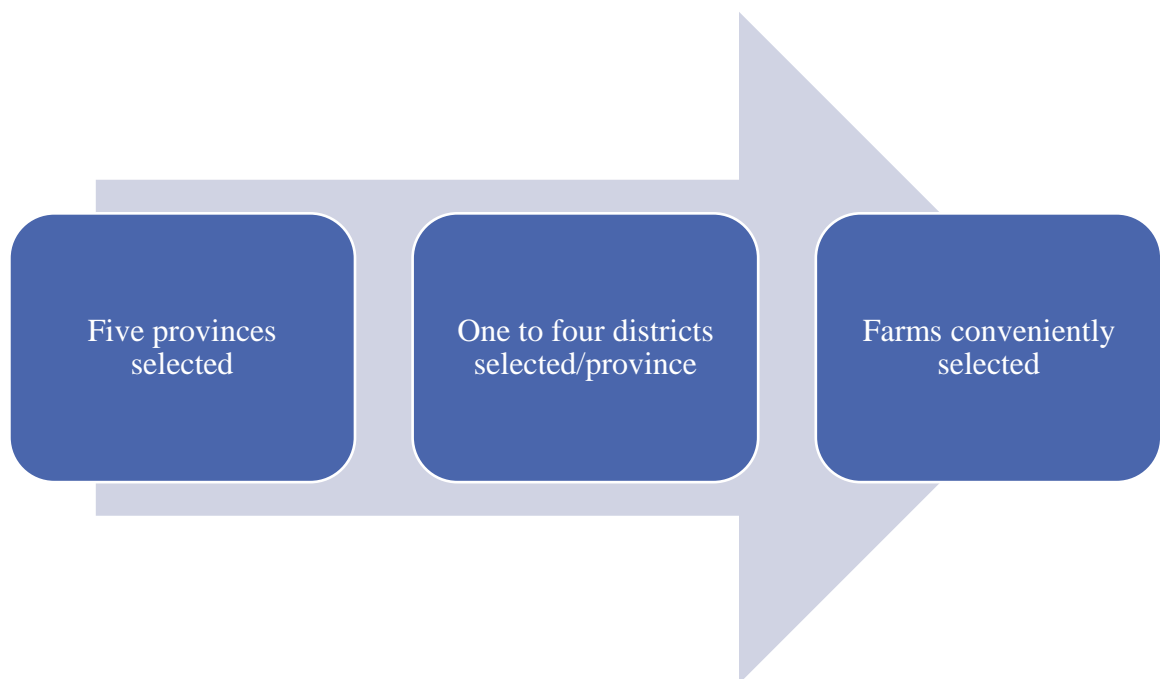 Five provinces
selected
One to four districts
selected/province
Farms conveniently
selected